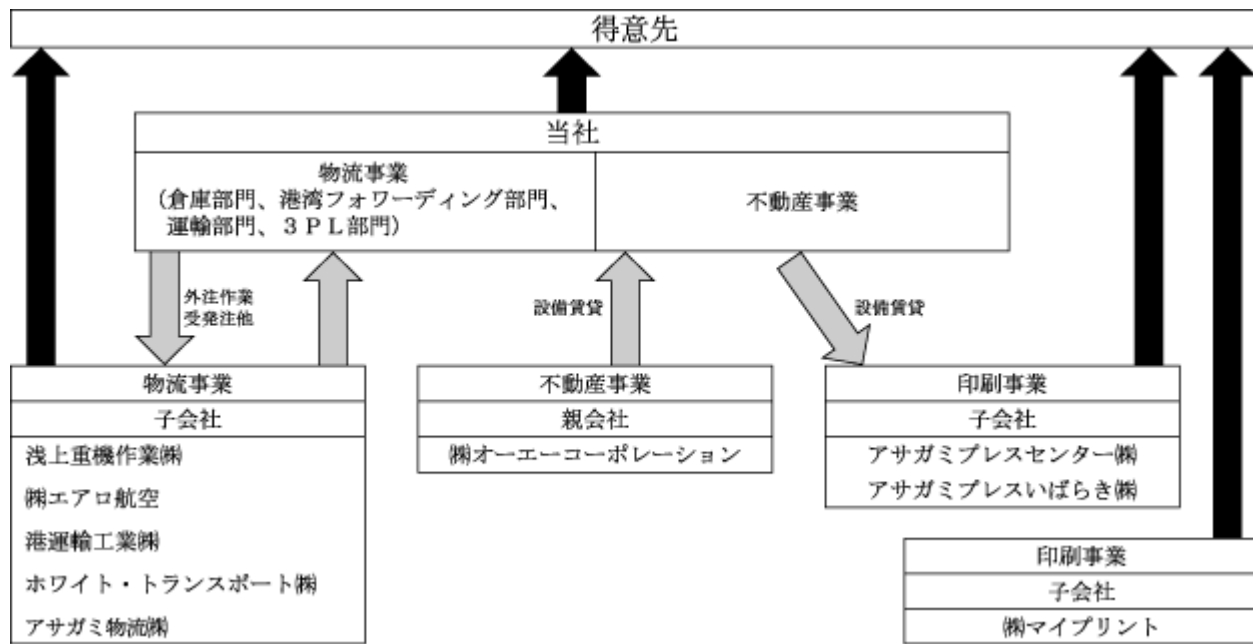 得意先
当社
物流事業
(倉庫部門、港湾フォワーディング部門、
運輸部門、3PL部門)
不動産事業
外注作業
受発注他
設備賃貸
設備賃貸
物流事業
子会社
浅上重機作業㈱
㈱エアロ航空
港運輸工業㈱
ホワイト・トランスポート㈱
アサガミ物流㈱
不動産事業
親会社
㈱オーエーコーポレーション
印刷事業
子会社
アサガミプレスセンター㈱
アサガミプレスいばらき㈱
印刷事業
子会社
㈱マイプリント